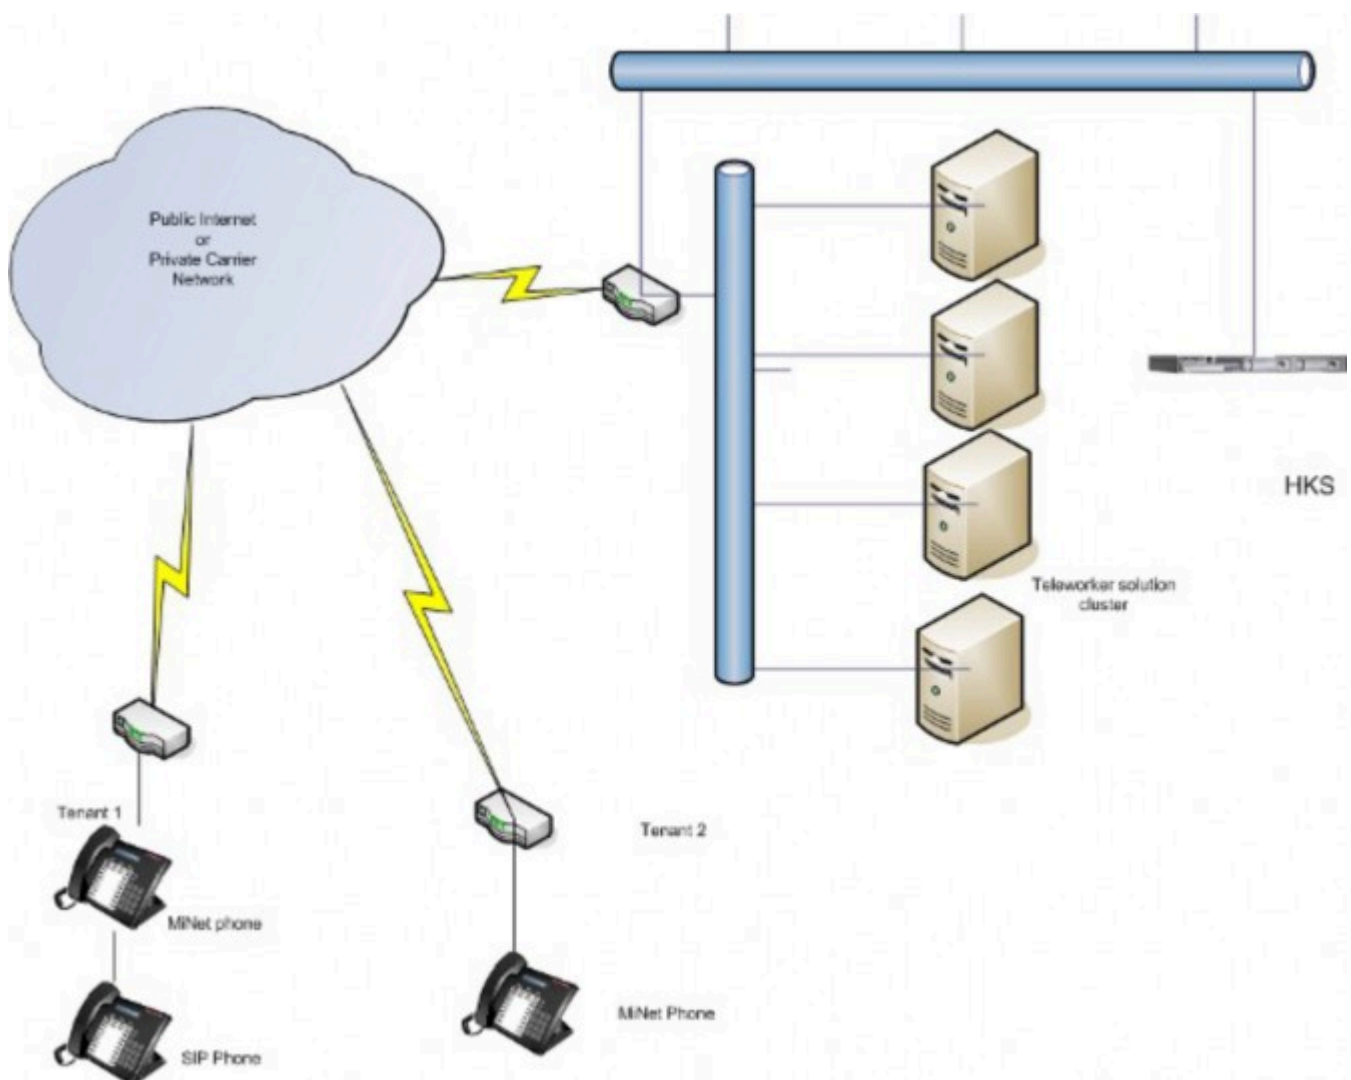 Public Internet
or
Private Carrier
Network
HKS
Teleworker solution
cluster
Tenant 1
Tenant 2
MiNet phone
MiNet Phone
SIP Phone